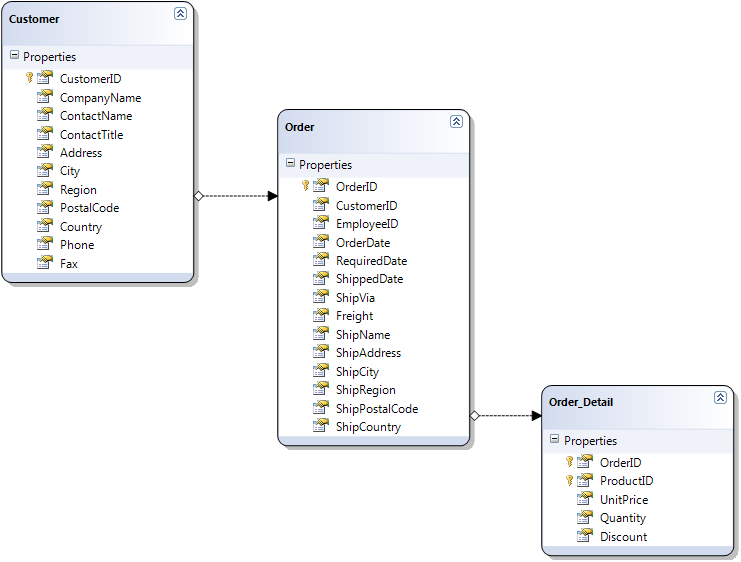 Customer
Properties
CustomerID
CompanyName
ContactName
ContactTitle
Address
City
Region
PostalCode
Country
Phone
Fax
Order
Properties
OrderID
CustomerID
EmployeeID
OrderDate
RequiredDate
ShippedDate
ShipVia
Freight
ShipName
ShipAddress
ShipCity
ShipRegion
ShipPostalCode
ShipCountry
Order_Detail
Properties
OrderID
ProductID
UnitPrice
Quantity
Discount